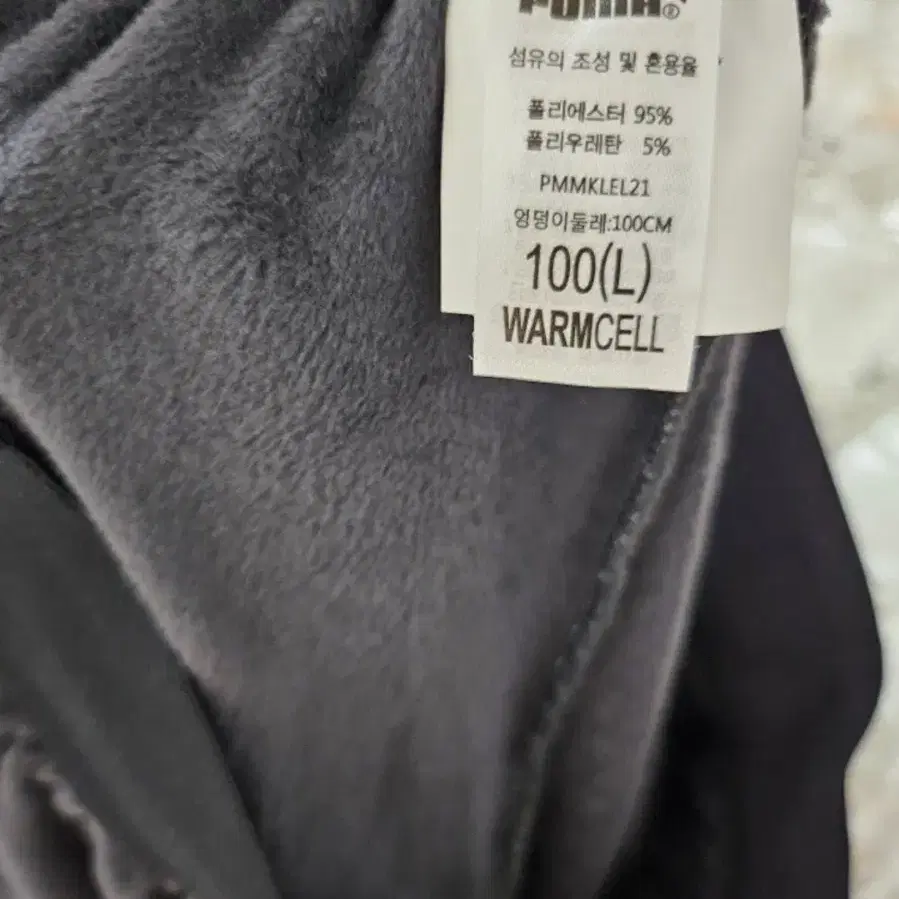 PUMA®
섬유의 조성 및 혼용율
폴리에스터 95%
폴리우레탄 5%
PMMKLEL21
엉덩이둘레:100CM
100(L)
WARMCELL